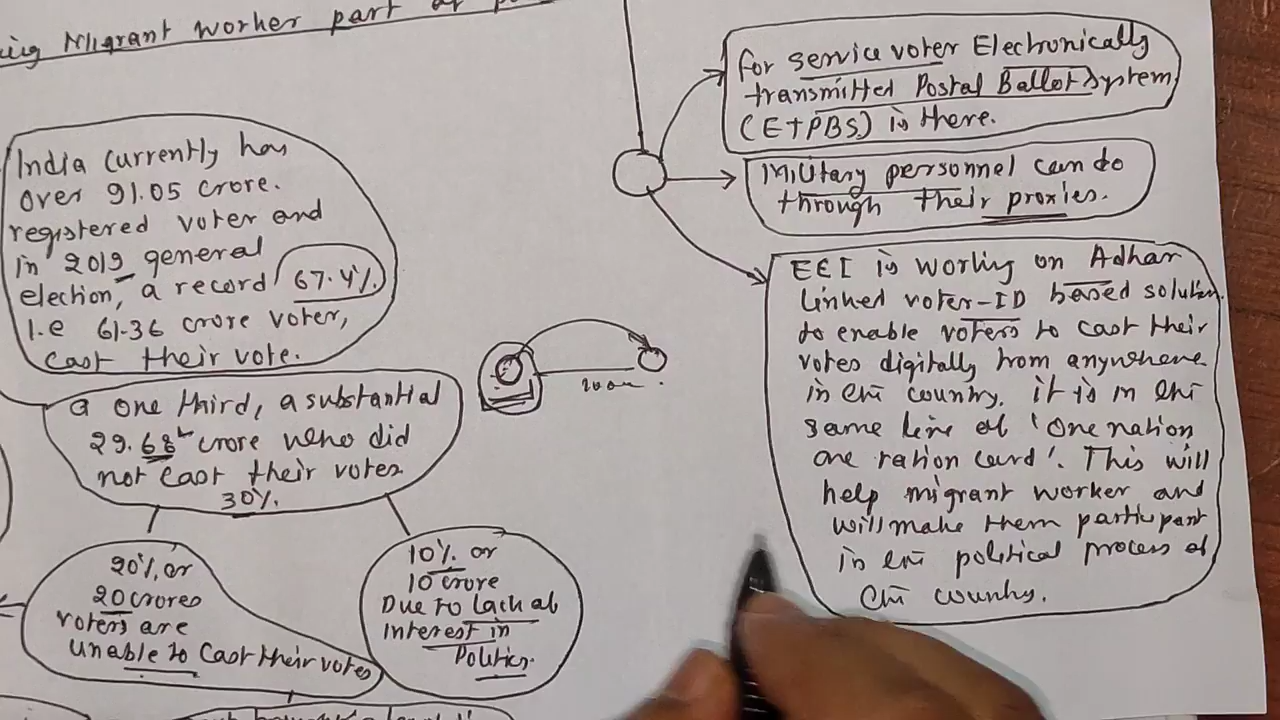 Migrant worker part of
India currently has
over 91.05 crore.
registered voter and
in 2019 general
election, a record 67.4%.
i.e 61.36 crore voter,
cast their vote.
a one third, a substantial
29.68 crore who did
not cast their votes
30%.
20%, or
20 crores
voters are
unable to cast their votes
10%. or
10 crore
Due to lack of
interest in
Politics.
200m.
for service voter Electronically
transmitted Postal Ballot System
(ETPBS) is there.
Military personnel can do
through their proxies.
ECI is working on Adhar
linked voter-ID based solution
to enable voters to cast their
votes digitally from anywhere
in the country. it is in the
same line of 'One nation
one ration card'. This will
help migrant worker and
will make them participant
in the political process of
the country.